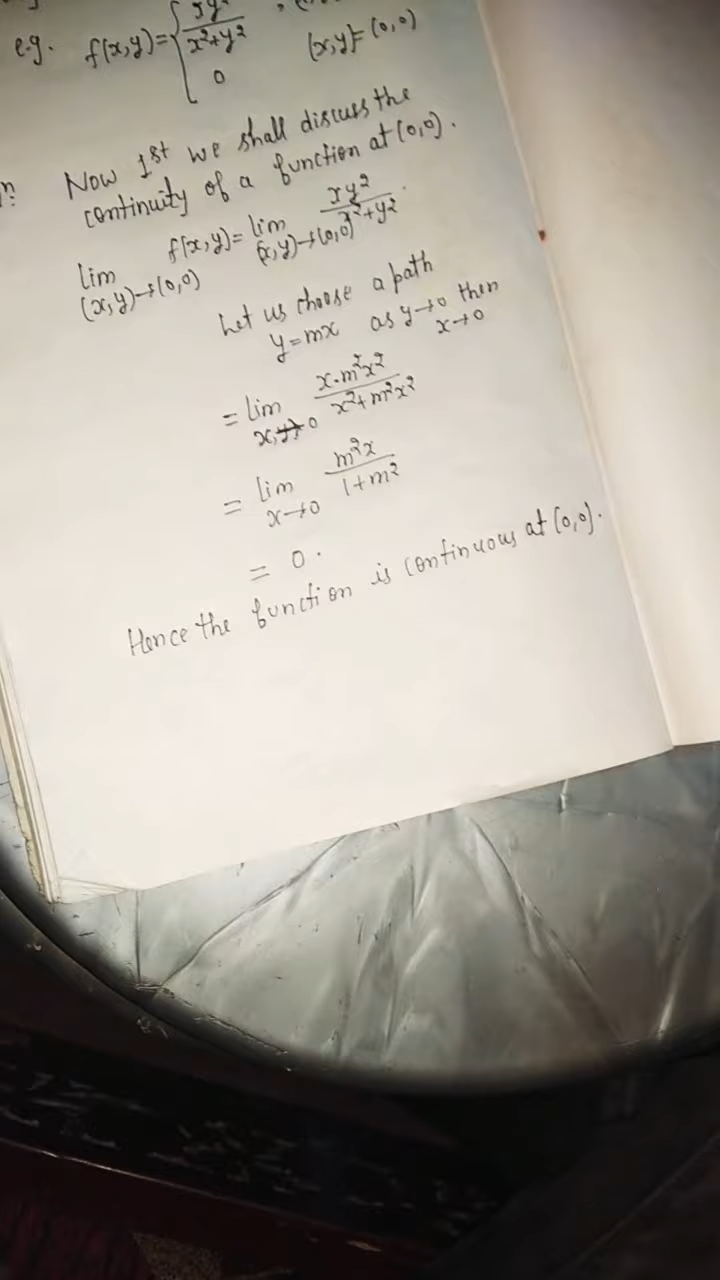 e.g. f(x,y)={ xy²/x²+y² ,
0 (x,y)=(0,0)
Now 1st we shall discuss the
continuity of a function at (0,0).
lim (x,y)→(0,0) f(x,y)= lim (x,y)→(0,0) xy²/x²+y².
Let us choose a path
y=mx as y→0 then x→0
= lim x→0 x·m²x²/x²+m²x²
= lim x→0 m²x/1+m²
= 0.
Hence the function is continuous at (0,0).